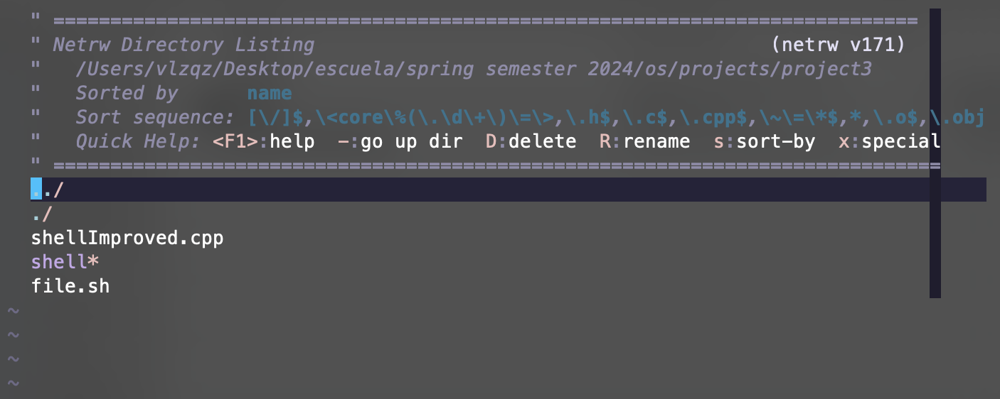 " ============================================================================
" Netrw Directory Listing                                        (netrw v171)
"   /Users/vlzqz/Desktop/escuela/spring semester 2024/os/projects/project3
"   Sorted by      name
"   Sort sequence: [\/]$,\<core\%(\.\d\+\)\=\>,\.h$,\.c$,\.cpp$,\~\=\*$,*,\.o$,\.obj
"   Quick Help: <F1>:help  -:go up dir  D:delete  R:rename  s:sort-by  x:special
" ==============================================================================
../
./
shellImproved.cpp
shell*
file.sh
~
~
~
~